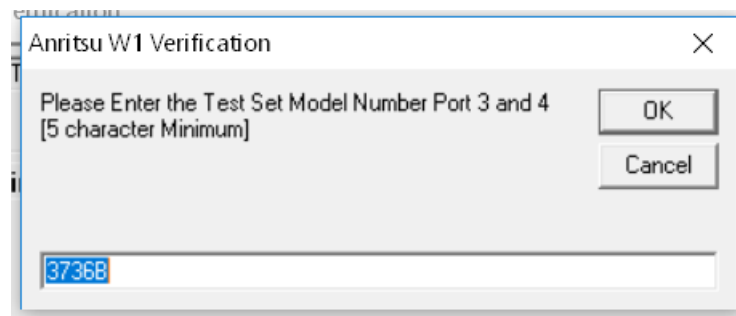 Anritsu W1 Verification
Please Enter the Test Set Model Number Port 3 and 4
[5 character Minimum]
OK
Cancel
3736B